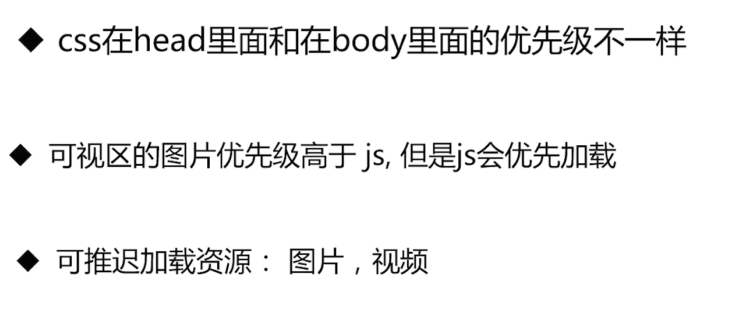 ◆ css在head里面和在body里面的优先级不一样
◆ 可视区的图片优先级高于 js, 但是js会优先加载
◆ 可推迟加载资源： 图片，视频